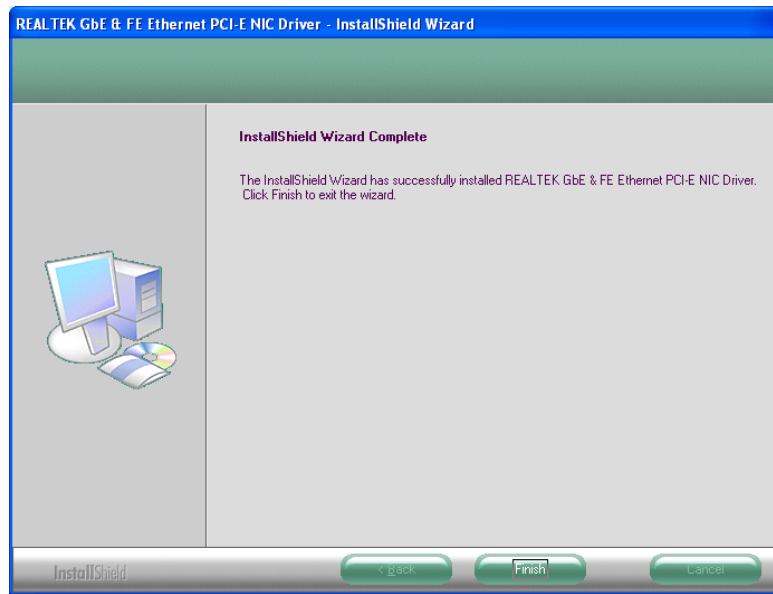 REALTEK GbE & FE Ethernet PCI-E NIC Driver - InstallShield Wizard
InstallShield Wizard Complete
The InstallShield Wizard has successfully installed REALTEK GbE & FE Ethernet PCI-E NIC Driver.
Click Finish to exit the wizard.
InstallShield
< Back
Finish
Cancel